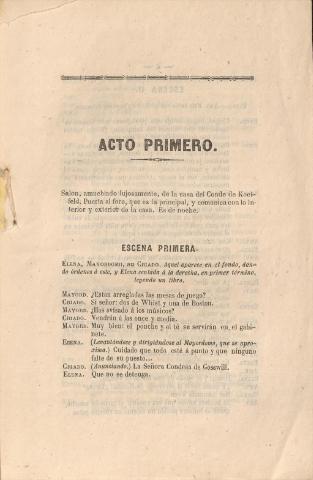 ACTO PRIMERO.
Salon, amueblado lujosamente, de la casa del Conde de
feld, Puerta al foro, que es la principal, y comunica con lo in-
terior y exterior de la casa. Es de noche.
ESCENA PRIMERA.
ELENA, MAYORDOMO, UN CRIADO. Aquel aparece en el fondo, dan-
do órdenes á este, y Elena sentada á la derecha, en primer término,
leyendo un libro.
MAYORD. ¿Estan arregladas las mesas de juego?
CRIADO. Si señor: dos de Whist y una de Boston.
MAYORD. ¿Has avisado á los músicos?
CRIADO. Vendrán á las once y media.
MAYORD. Muy bien: el ponche y el té se servirán en el gabi-
nete.
ELENA. (Levantándose y dirigiéndose al Mayordomo, que se apro-
xima.) Cuidado que todo esté á punto y que ninguno
falte de su puesto...
CRIADO. (Anunciando.) La Señora Condesa de Gosswill.
ELENA. Que no se detenga.